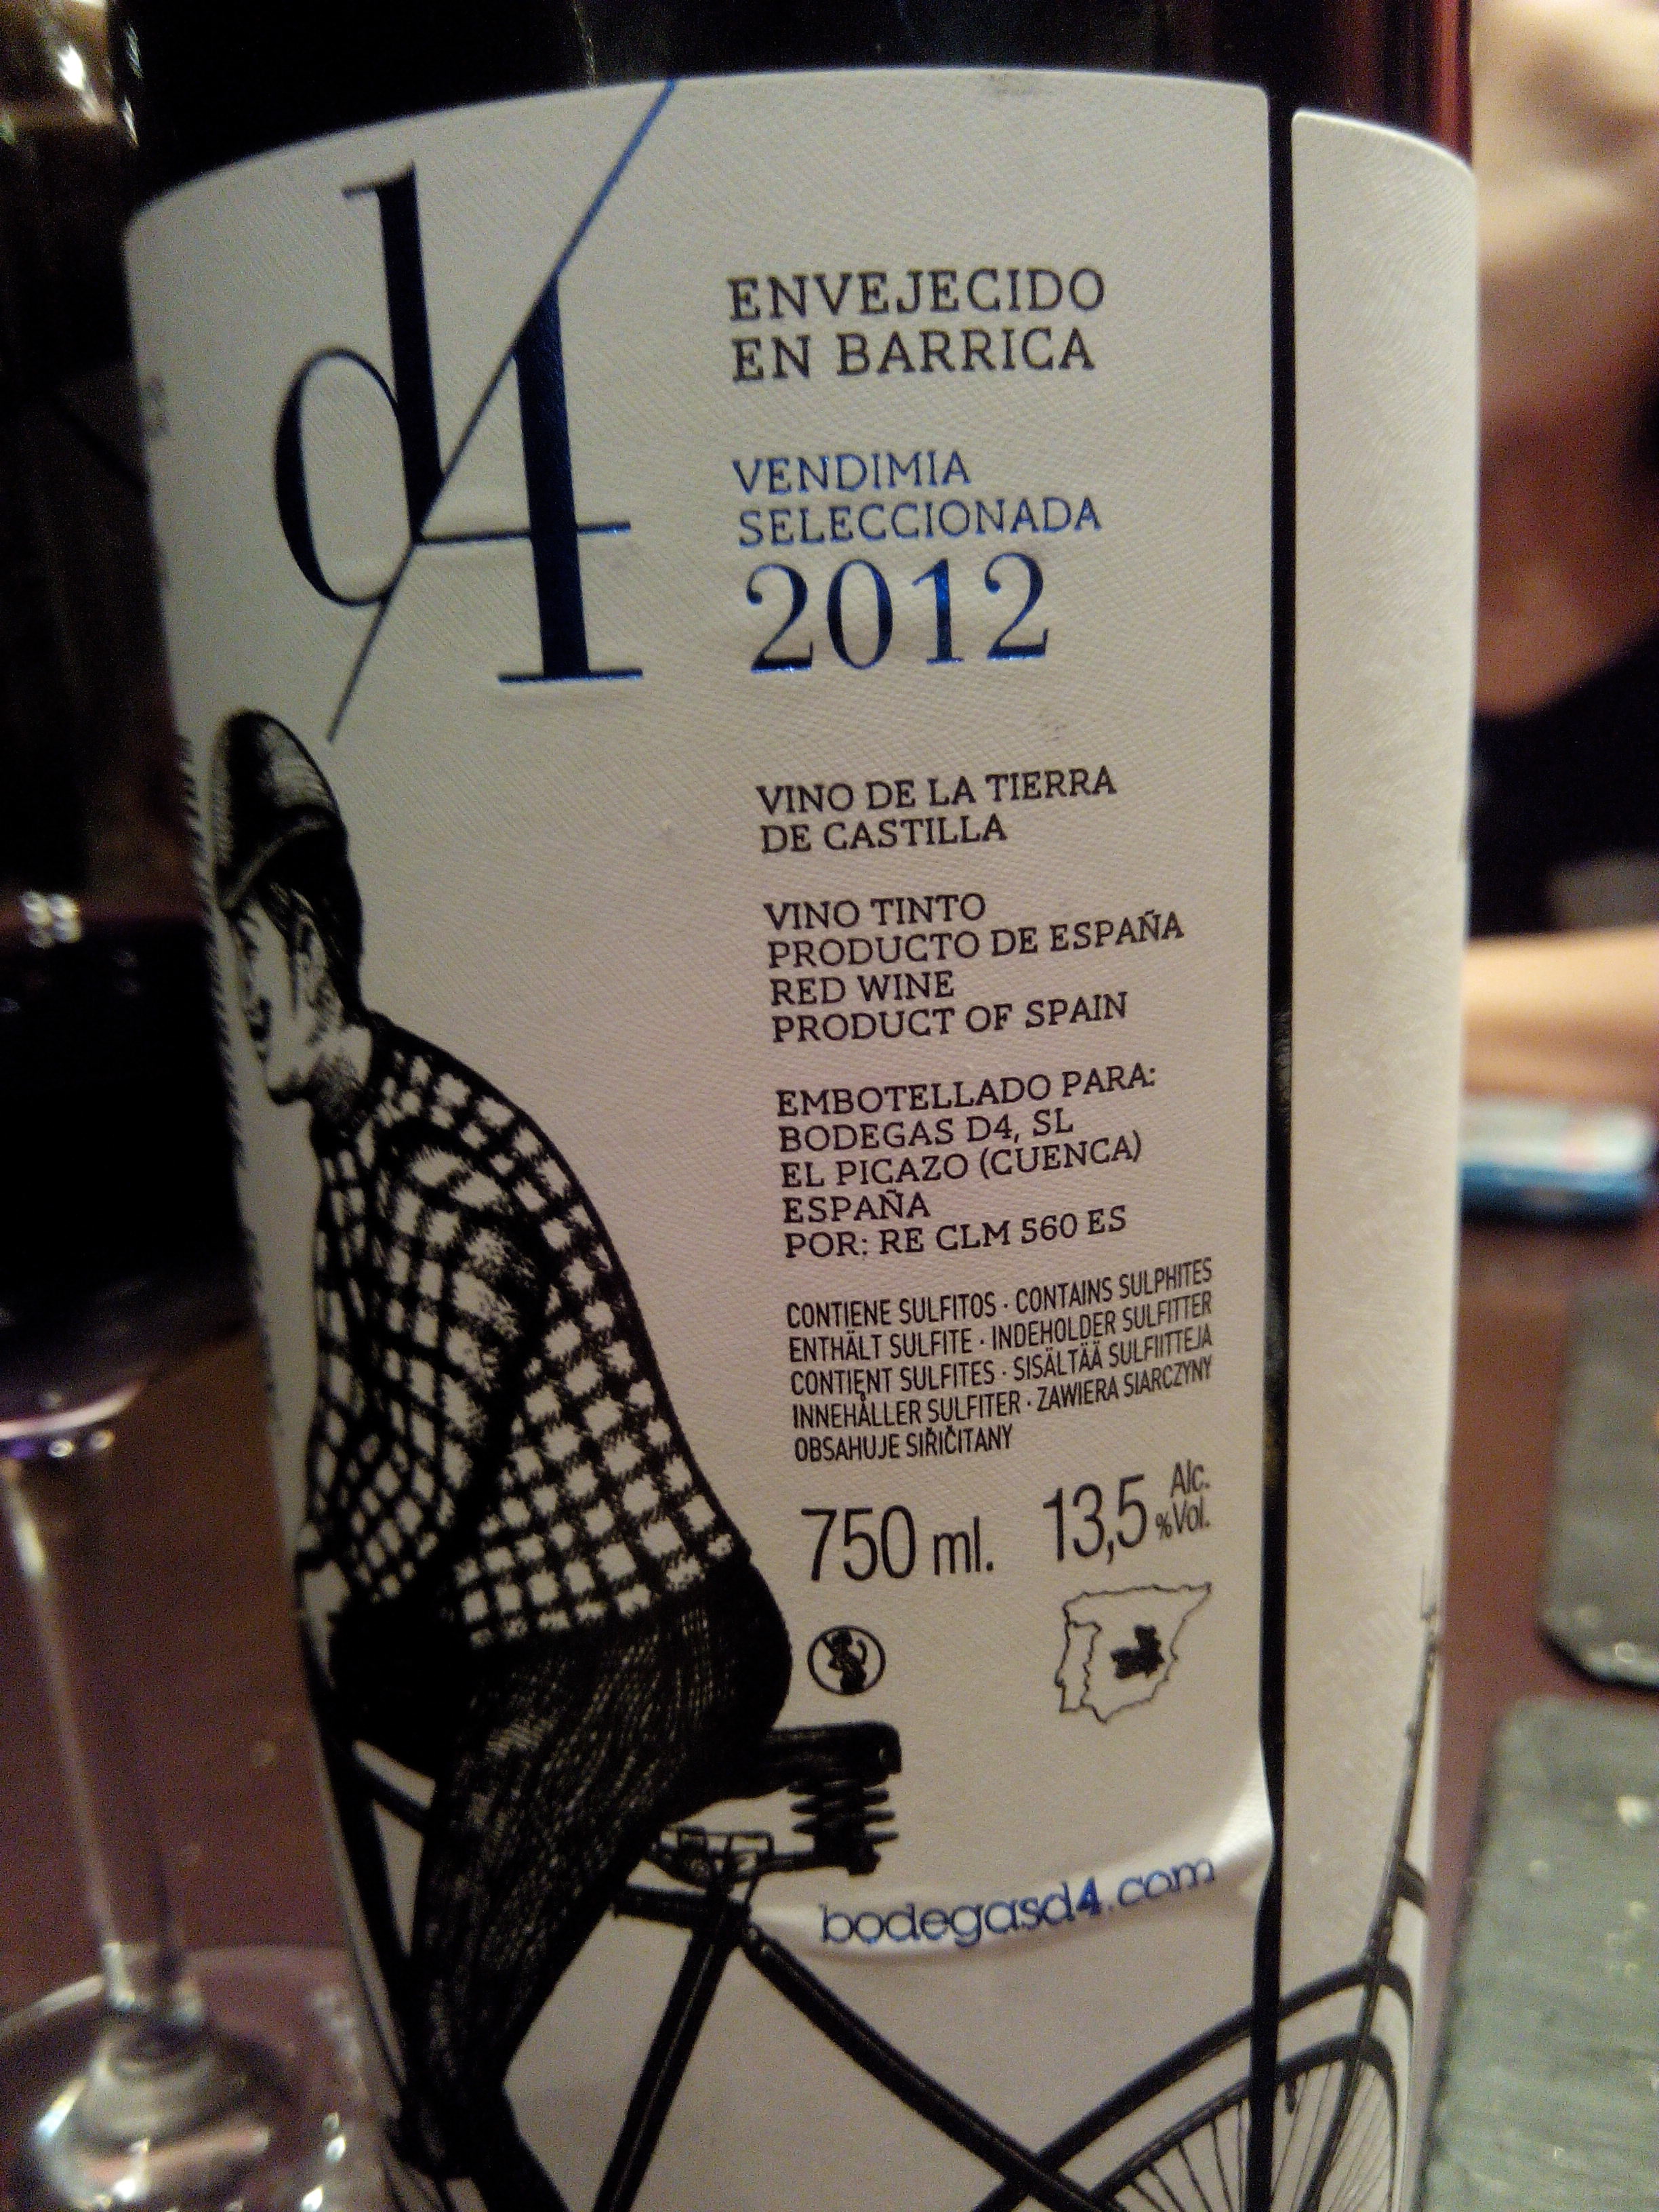 d4
ENVEJECIDO
EN BARRICA
VENDIMIA
SELECCIONADA
2012
VINO DE LA TIERRA
DE CASTILLA
VINO TINTO
PRODUCTO DE ESPAÑA
RED WINE
PRODUCT OF SPAIN
EMBOTELLADO PARA:
BODEGAS D4, SL
EL PICAZO (CUENCA)
ESPAÑA
POR: RE CLM 560 ES
CONTIENE SULFITOS · CONTAINS SULPHITES
ENTHÄLT SULFITE · INDEHOLDER SULFITTER
CONTIENT SULFITES · SISÄLTÄÄ SULFIITTEJA
INNEHÅLLER SULFITER · ZAWIERA SIARCZYNY
OBSAHUJE SIŘIČITANY
750 ml. 13,5 Alc. %Vol.
bodegasd4.com